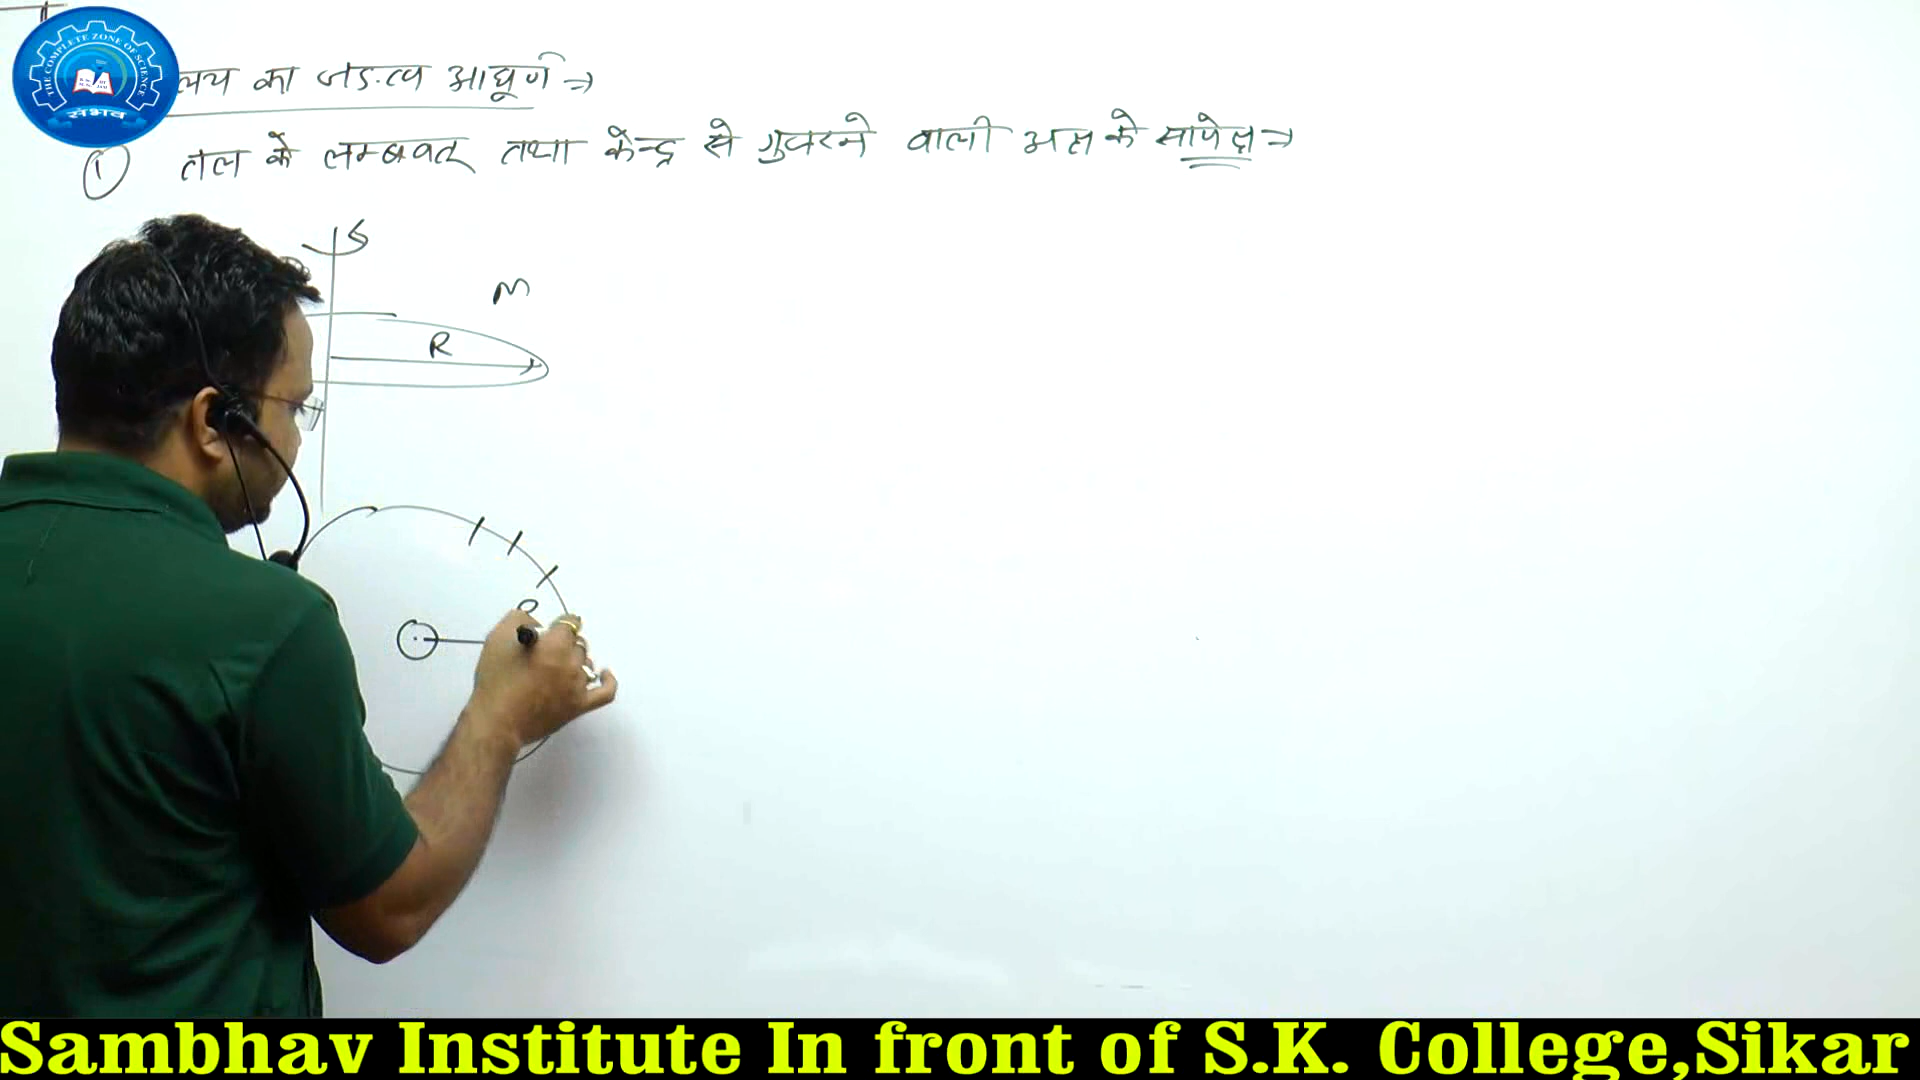 THE COMPLETE ZONE OF SCIENCE
संभव
लय का जड़त्व आघूर्ण →
① तल के लम्बवत् तथा केन्द्र से गुजरने वाली अक्ष के सापेक्ष →
M
R
R
Sambhav Institute In front of S.K. College,Sikar